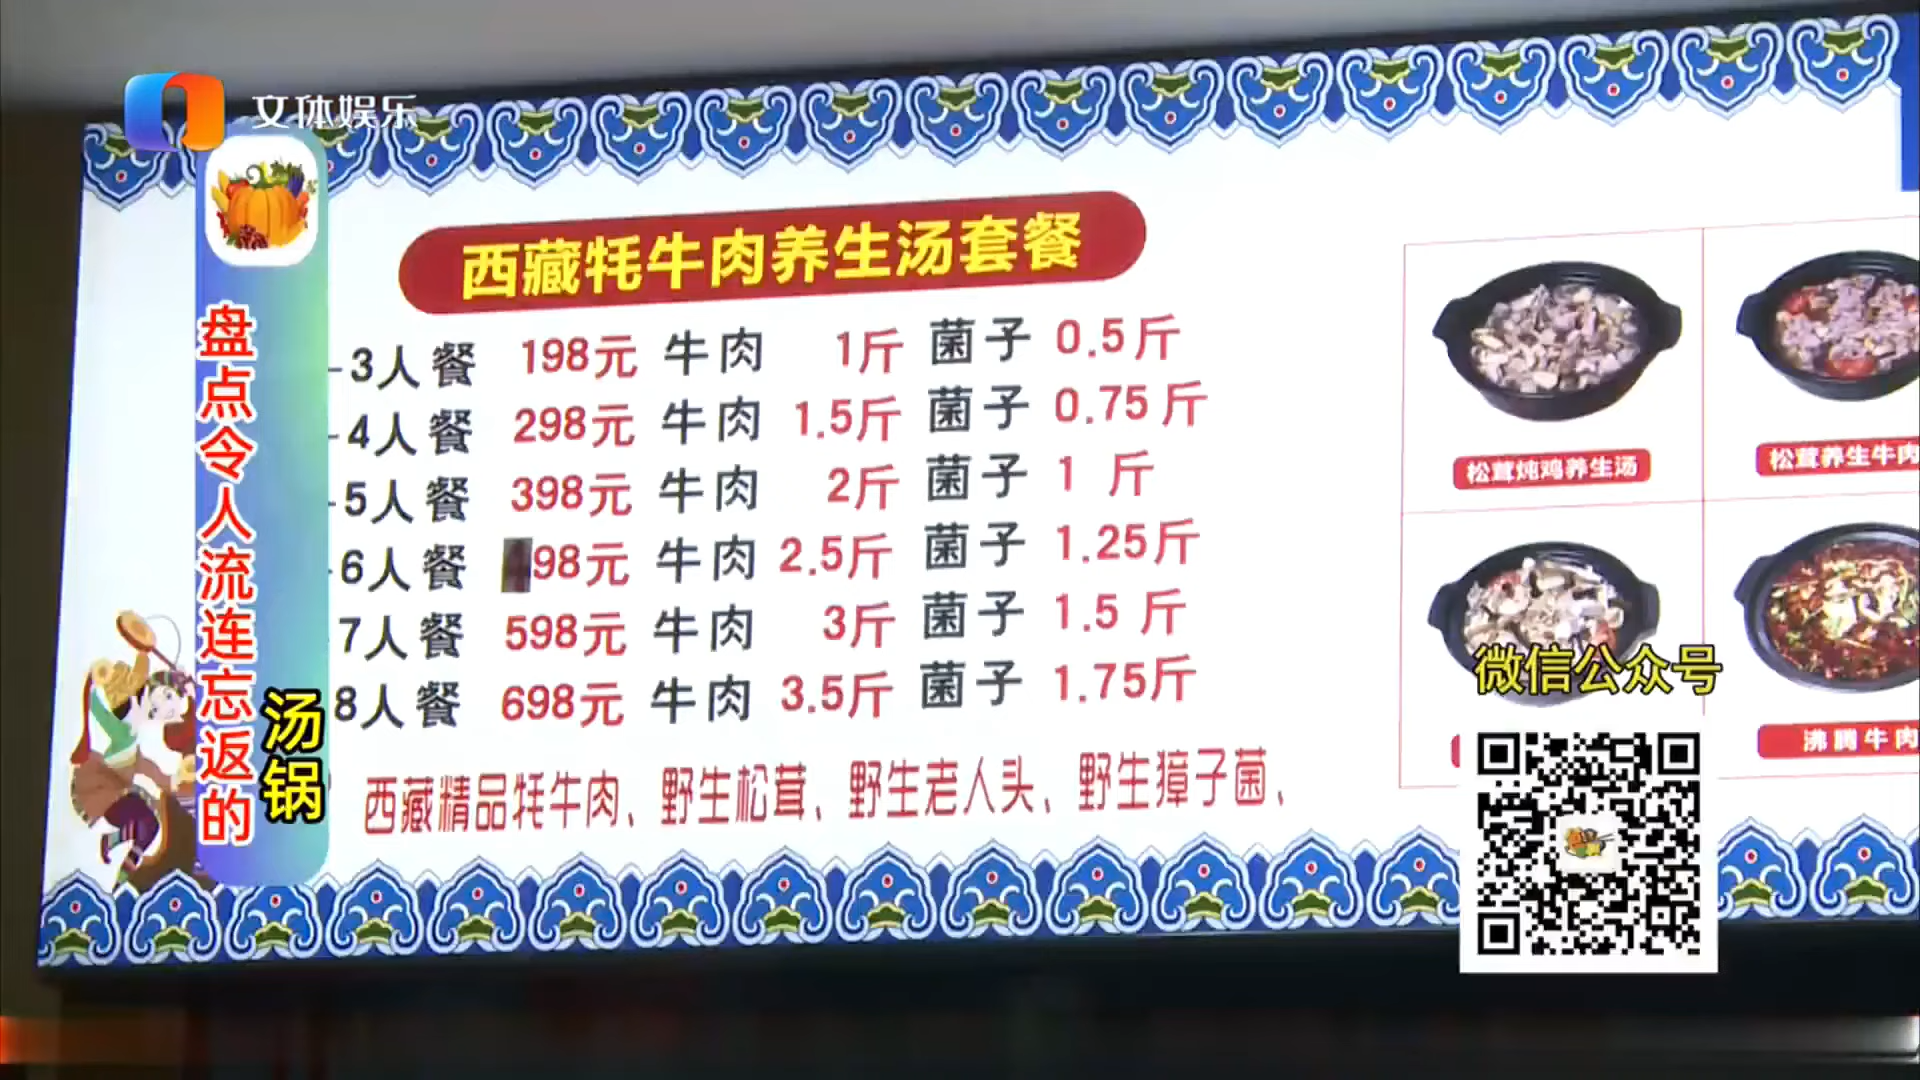 文体娱乐
西藏牦牛肉养生汤套餐
-3人餐 198元 牛肉 1斤 菌子 0.5斤
-4人餐 298元 牛肉 1.5斤 菌子 0.75斤
-5人餐 398元 牛肉 2斤 菌子 1 斤
6人餐 98元 牛肉 2.5斤 菌子 1.25斤
7人餐 598元 牛肉 3斤 菌子 1.5 斤
8人餐 698元 牛肉 3.5斤 菌子 1.75斤
西藏精品牦牛肉、野生松茸、野生老人头、野生獐子菌、
松茸炖鸡养生汤
松茸养生牛肉
沸腾牛肉
盘点令人流连忘返的
汤锅
微信公众号